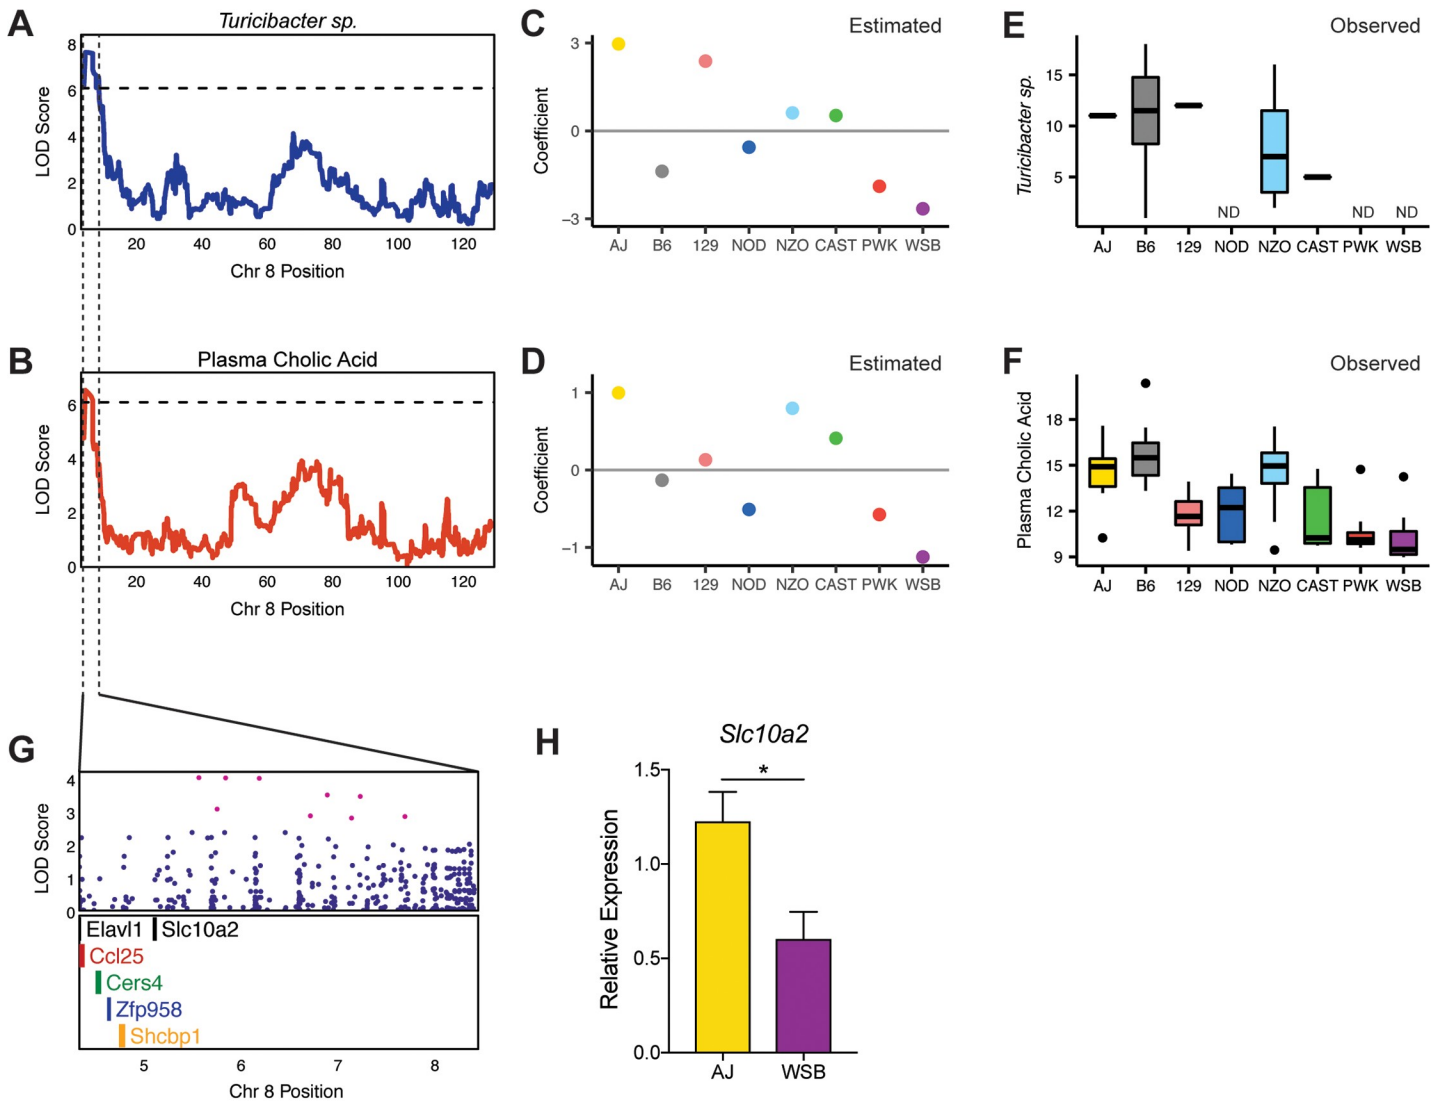 A
Turicibacter sp.
LOD Score
8
6
4
2
0
20 40 60 80 100 120
Chr 8 Position
B
Plasma Cholic Acid
LOD Score
6
4
2
0
20 40 60 80 100 120
Chr 8 Position
C
Estimated
Coefficient
3
0
−3
AJ B6 129 NOD NZO CAST PWK WSB
D
Estimated
Coefficient
1
0
−1
AJ B6 129 NOD NZO CAST PWK WSB
E
Observed
Turicibacter sp.
15
10
5
ND ND ND
AJ B6 129 NOD NZO CAST PWK WSB
F
Observed
Plasma Cholic Acid
18
15
12
9
AJ B6 129 NOD NZO CAST PWK WSB
G
LOD Score
4
3
2
1
0
Elavl1 Slc10a2
Ccl25
Cers4
Zfp958
Shcbp1
5 6 7 8
Chr 8 Position
H
Slc10a2
*
Relative Expression
1.5
1.0
0.5
0.0
AJ WSB